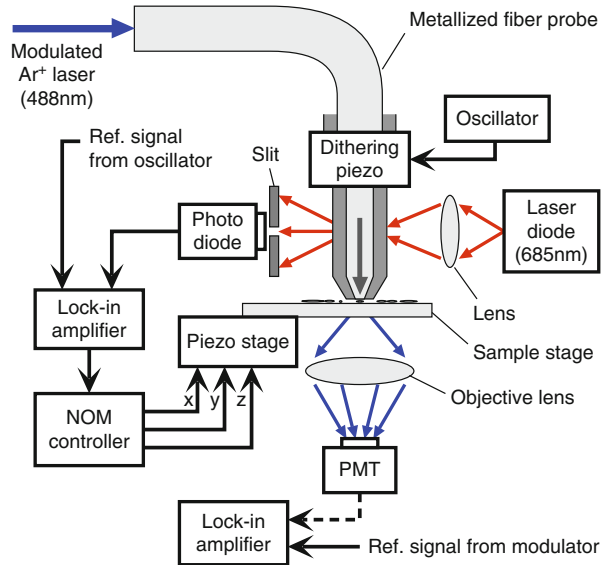 Metallized fiber probe
Modulated
Ar⁺ laser
(488nm)
Oscillator
Ref. signal
from oscillator
Slit
Dithering
piezo
Photo
diode
Laser
diode
(685nm)
Lock-in
amplifier
Lens
Piezo stage
Sample stage
x y z
Objective lens
NOM
controller
PMT
Lock-in
amplifier
Ref. signal from modulator